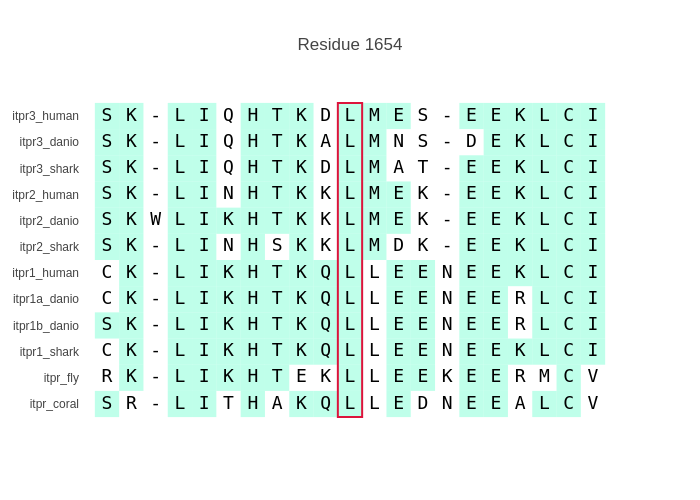 Residue 1654
itpr3_human S K - L I Q H T K D L M E S - E E K L C I
itpr3_danio S K - L I Q H T K A L M N S - D E K L C I
itpr3_shark S K - L I Q H T K D L M A T - E E K L C I
itpr2_human S K - L I N H T K K L M E K - E E K L C I
itpr2_danio S K W L I K H T K K L M E K - E E K L C I
itpr2_shark S K - L I N H S K K L M D K - E E K L C I
itpr1_human C K - L I K H T K Q L L E E N E E K L C I
itpr1a_danio C K - L I K H T K Q L L E E N E E R L C I
itpr1b_danio S K - L I K H T K Q L L E E N E E R L C I
itpr1_shark C K - L I K H T K Q L L E E N E E K L C I
itpr_fly R K - L I K H T E K L L E E K E E R M C V
itpr_coral S R - L I T H A K Q L L E D N E E A L C V